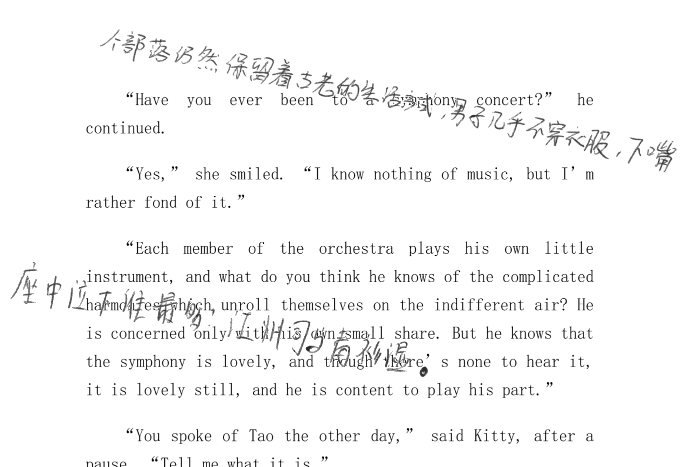 个部落仍然保留着古老的生活方式，男子几乎不穿衣服，下嘴
“Have you ever been to a symphony concert?” he
continued.
“Yes,” she smiled. “I know nothing of music, but I’m
rather fond of it.”
“Each member of the orchestra plays his own little
instrument, and what do you think he knows of the complicated
座中泣下谁最多，江州司马青衫湿。
harmonies which unroll themselves on the indifferent air? He
is concerned only with his own small share. But he knows that
the symphony is lovely, and though there’s none to hear it,
it is lovely still, and he is content to play his part.”
“You spoke of Tao the other day,” said Kitty, after a
pause. “Tell me what it is.”